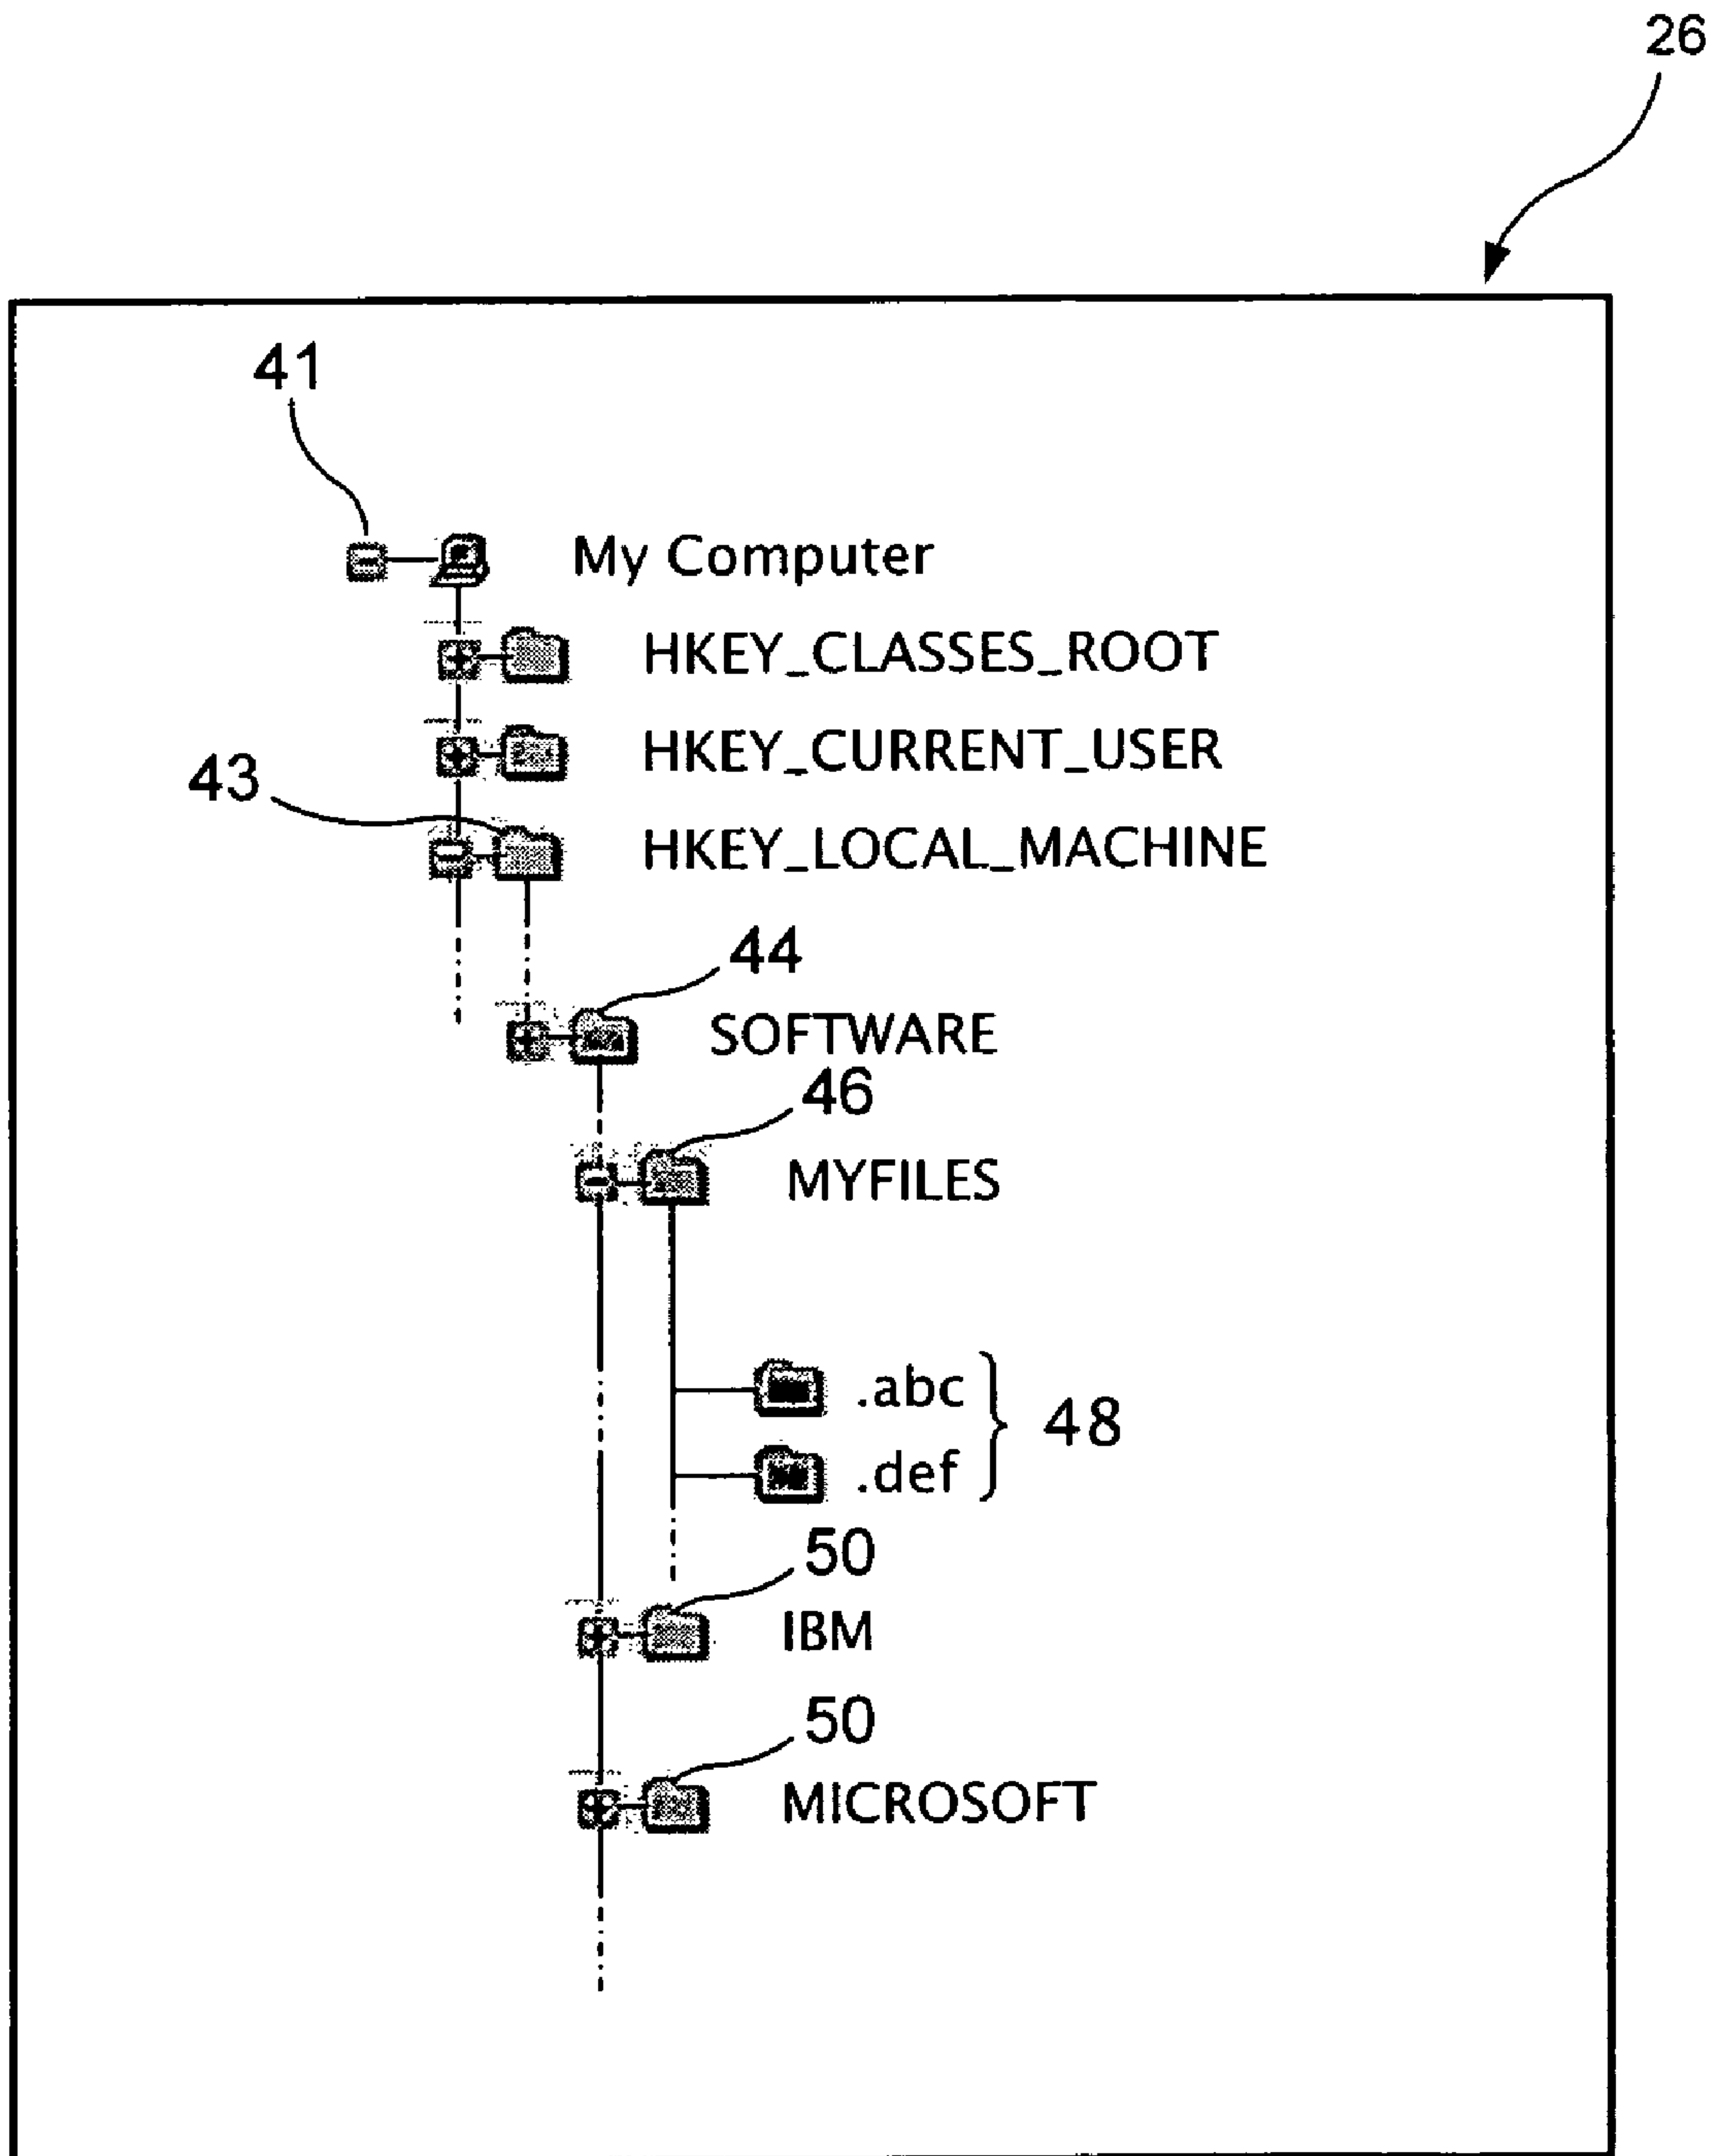 26
41
My Computer
HKEY_CLASSES_ROOT
HKEY_CURRENT_USER
43
HKEY_LOCAL_MACHINE
44
SOFTWARE
46
MYFILES
.abc
48
.def
50
IBM
50
MICROSOFT